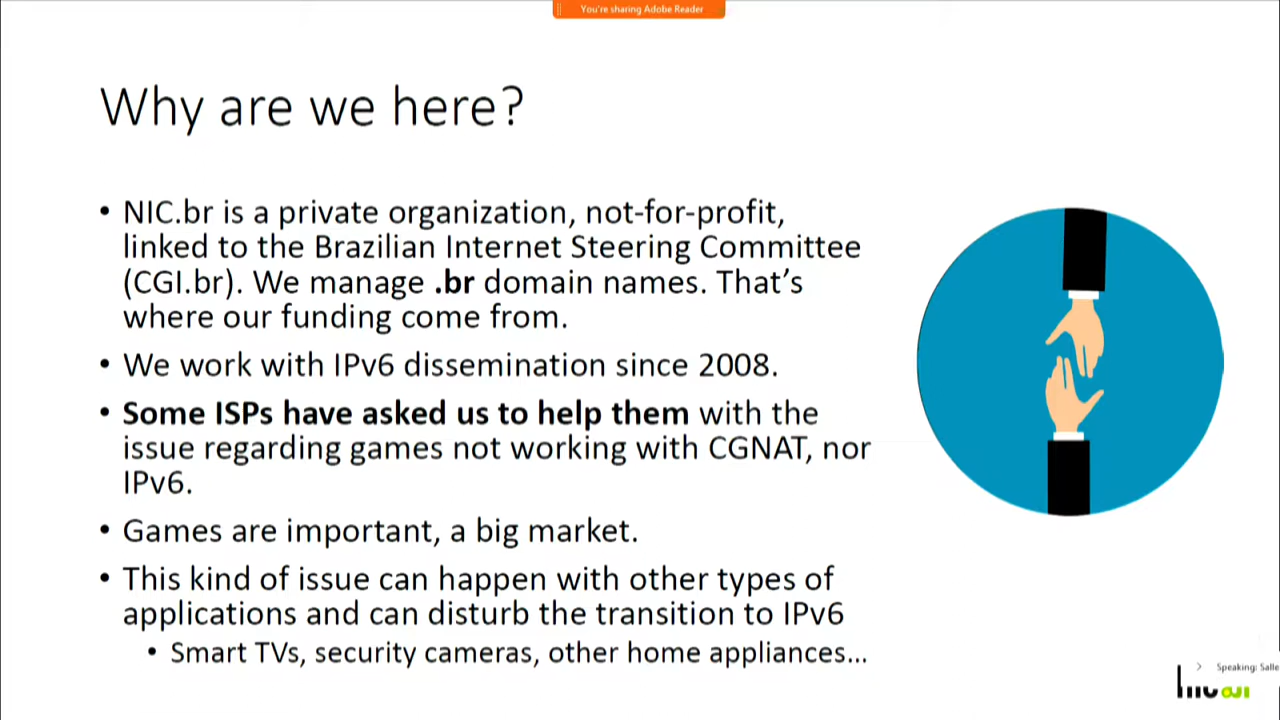 You're sharing Adobe Reader
Why are we here?
• NIC.br is a private organization, not-for-profit,
linked to the Brazilian Internet Steering Committee
(CGI.br). We manage .br domain names. That's
where our funding come from.
• We work with IPv6 dissemination since 2008.
• Some ISPs have asked us to help them with the
issue regarding games not working with CGNAT, nor
IPv6.
• Games are important, a big market.
• This kind of issue can happen with other types of
applications and can disturb the transition to IPv6
• Smart TVs, security cameras, other home appliances...
Speaking: Salle